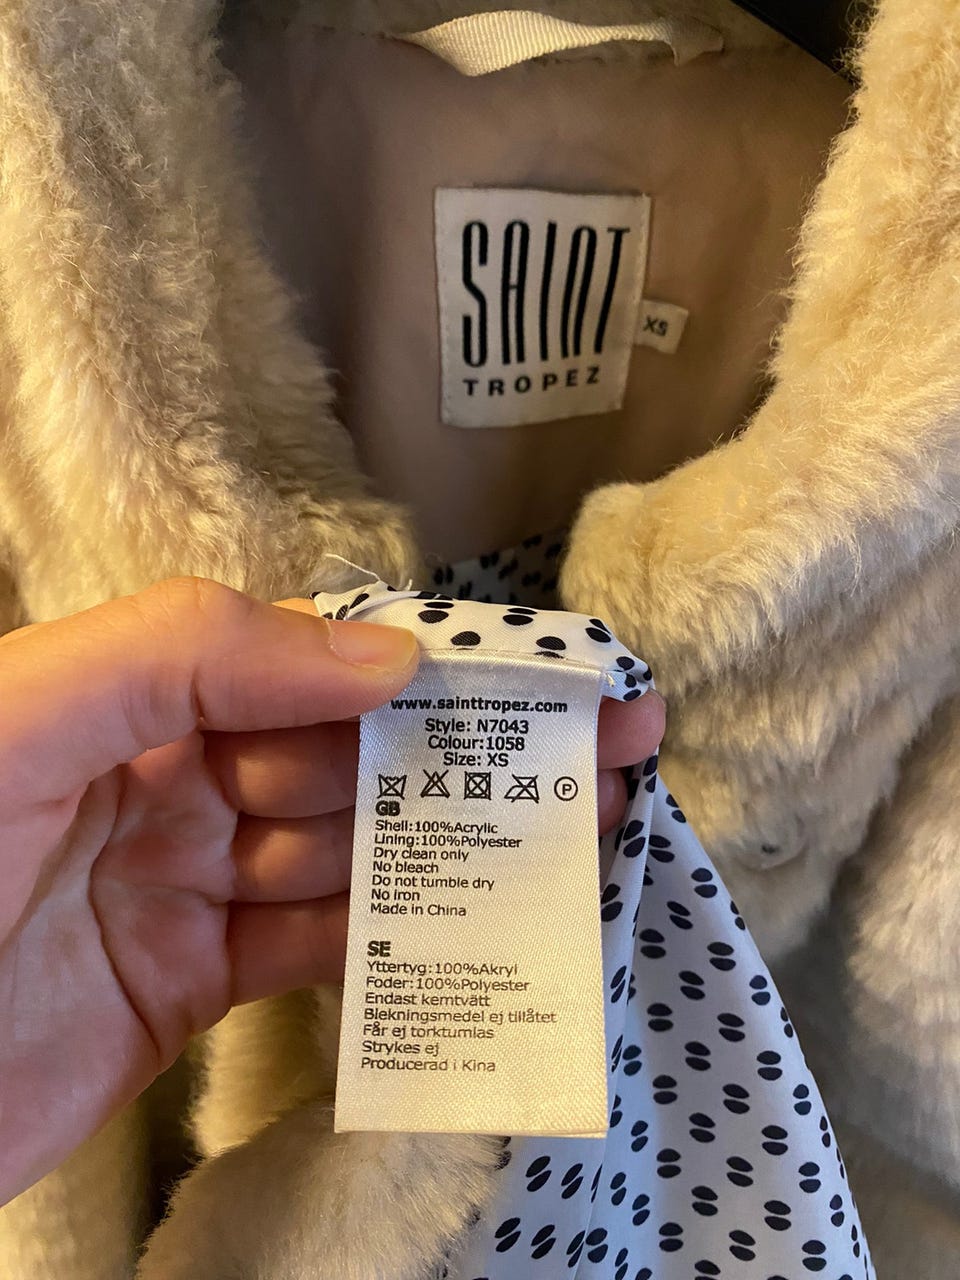 SAINT
TROPEZ
XS
www.sainttropez.com
Style: N7043
Colour:1058
Size: XS
P
GB
Shell:100%Acrylic
Lining:100%Polyester
Dry clean only
No bleach
Do not tumble dry
No iron
Made in China
SE
Yttertyg:100%Akryl
Foder:100%Polyester
Endast kemtvätt
Blekningsmedel ej tillåtet
Får ej torktumlas
Strykes ej
Producerad i Kina